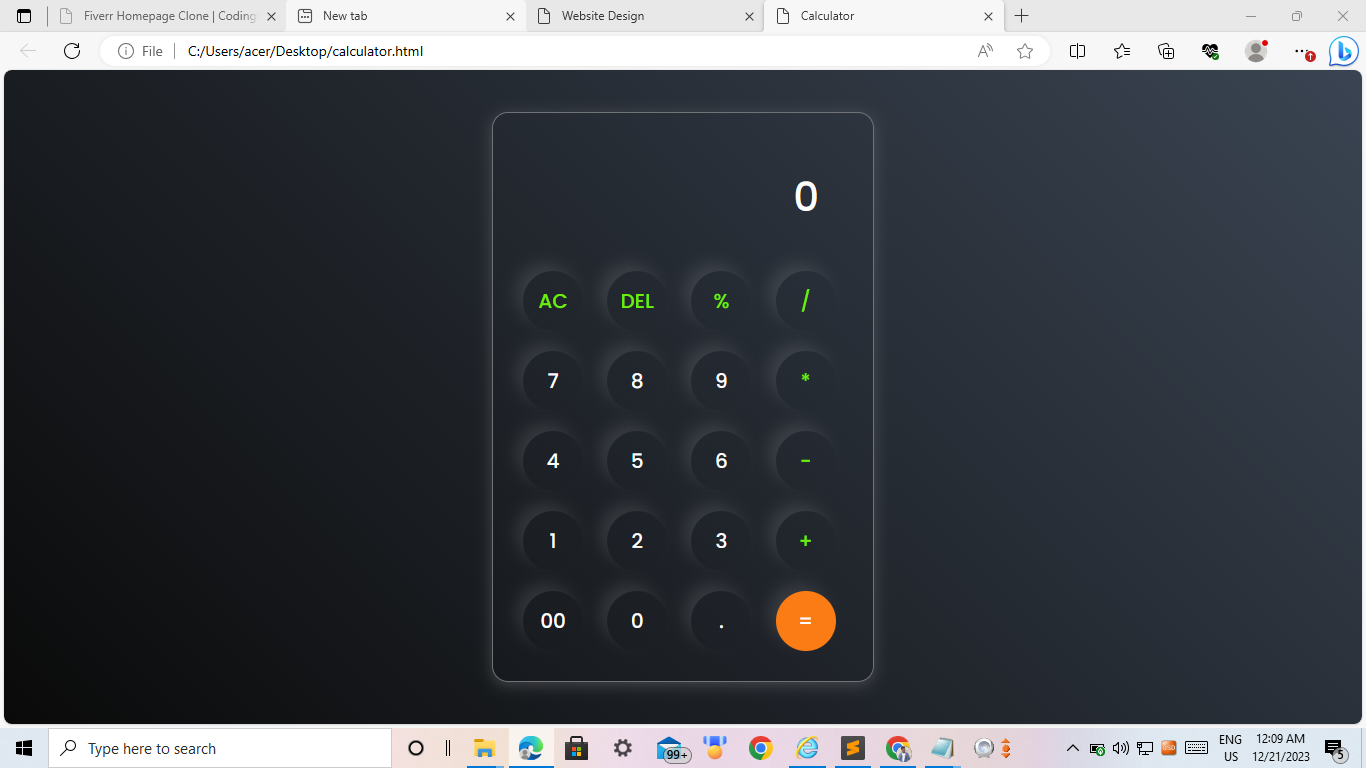 Fiverr Homepage Clone | Coding
New tab
Website Design
Calculator
File
C:/Users/acer/Desktop/calculator.html
0
AC DEL % /
7 8 9 *
4 5 6 -
1 2 3 +
00 0 . =
Type here to search
99+
USD
ENG
US
12:09 AM
12/21/2023
5